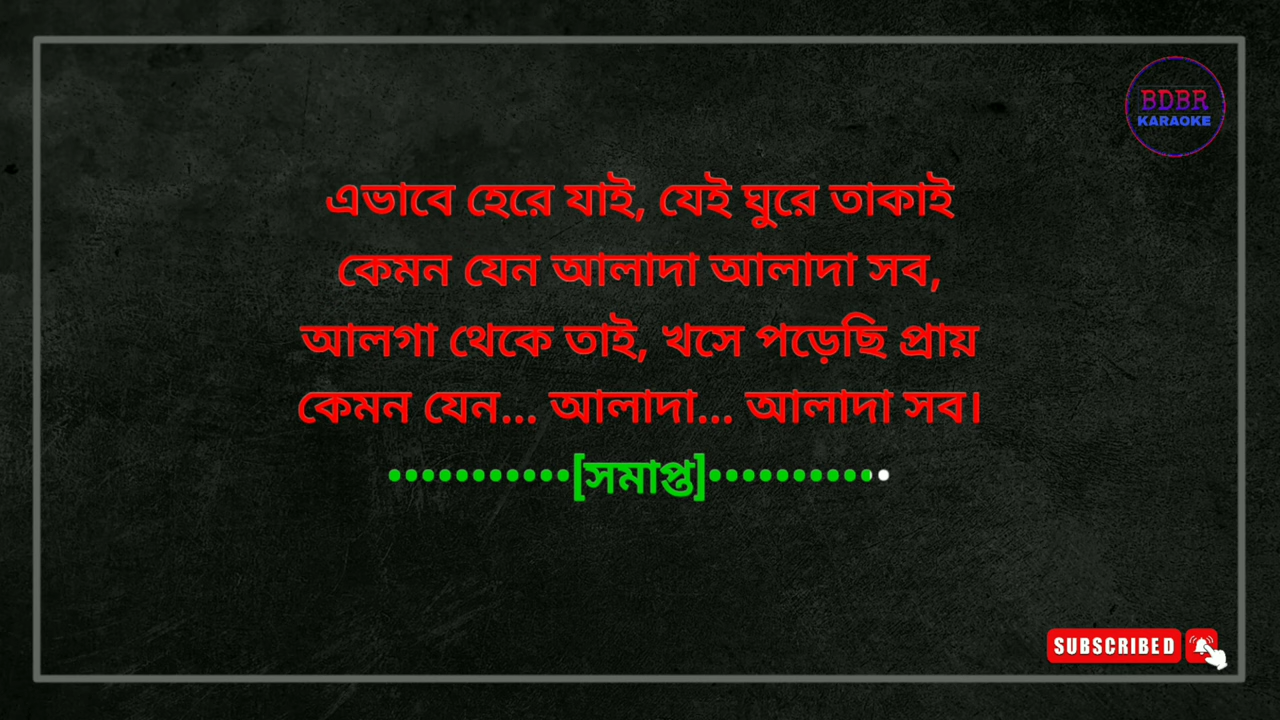 BDBR
KARAOKE
এভাবে হেরে যাই, যেই ঘুরে তাকাই
কেমন যেন আলাদা আলাদা সব,
আলগা থেকে তাই, খসে পড়েছি প্রায়
কেমন যেন... আলাদা... আলাদা সব।
•••••••••••[সমাপ্ত]•••••••••••
SUBSCRIBED